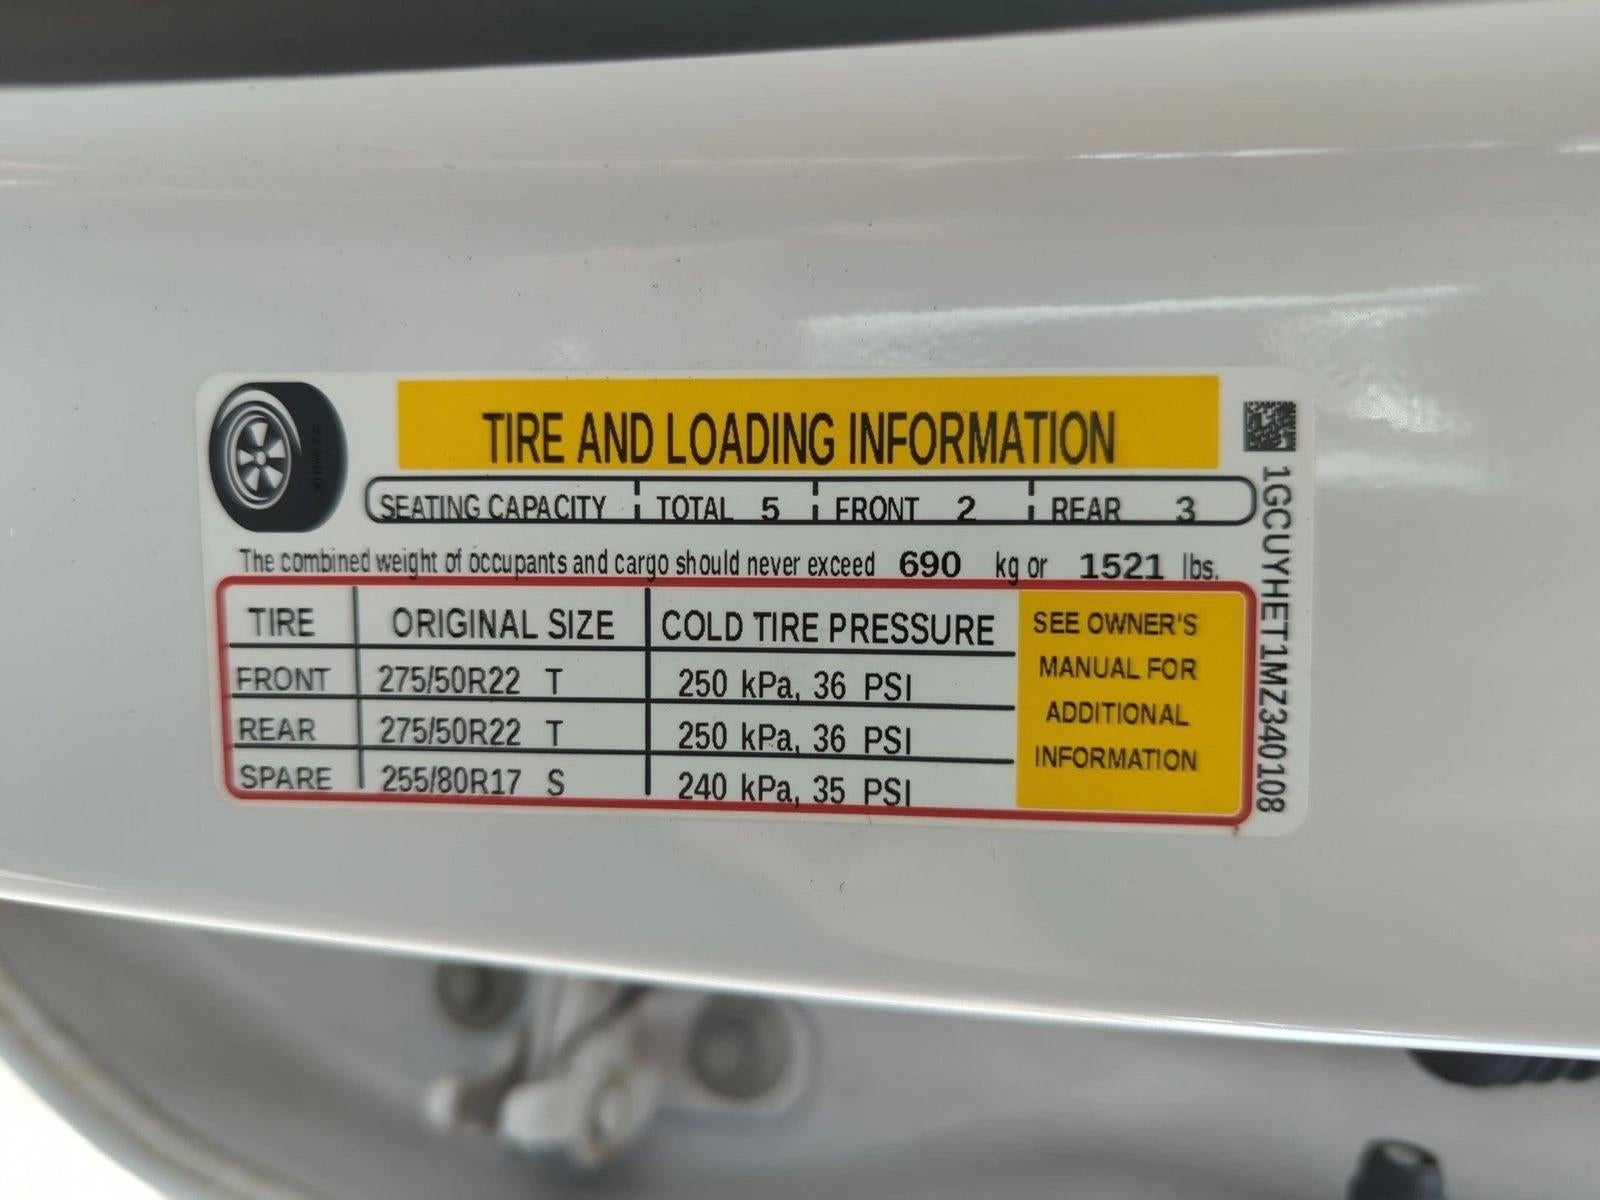 TIRE AND LOADING INFORMATION
SEATING CAPACITY TOTAL 5 FRONT 2 REAR 3
The combined weight of occupants and cargo should never exceed 690 kg or 1521 lbs.
TIRE ORIGINAL SIZE COLD TIRE PRESSURE
FRONT 275/50R22 T 250 kPa, 36 PSI
REAR 275/50R22 T 250 kPa, 36 PSI
SPARE 255/80R17 S 240 kPa, 35 PSI
SEE OWNER'S
MANUAL FOR
ADDITIONAL
INFORMATION
1GCUYHET1MZ340108